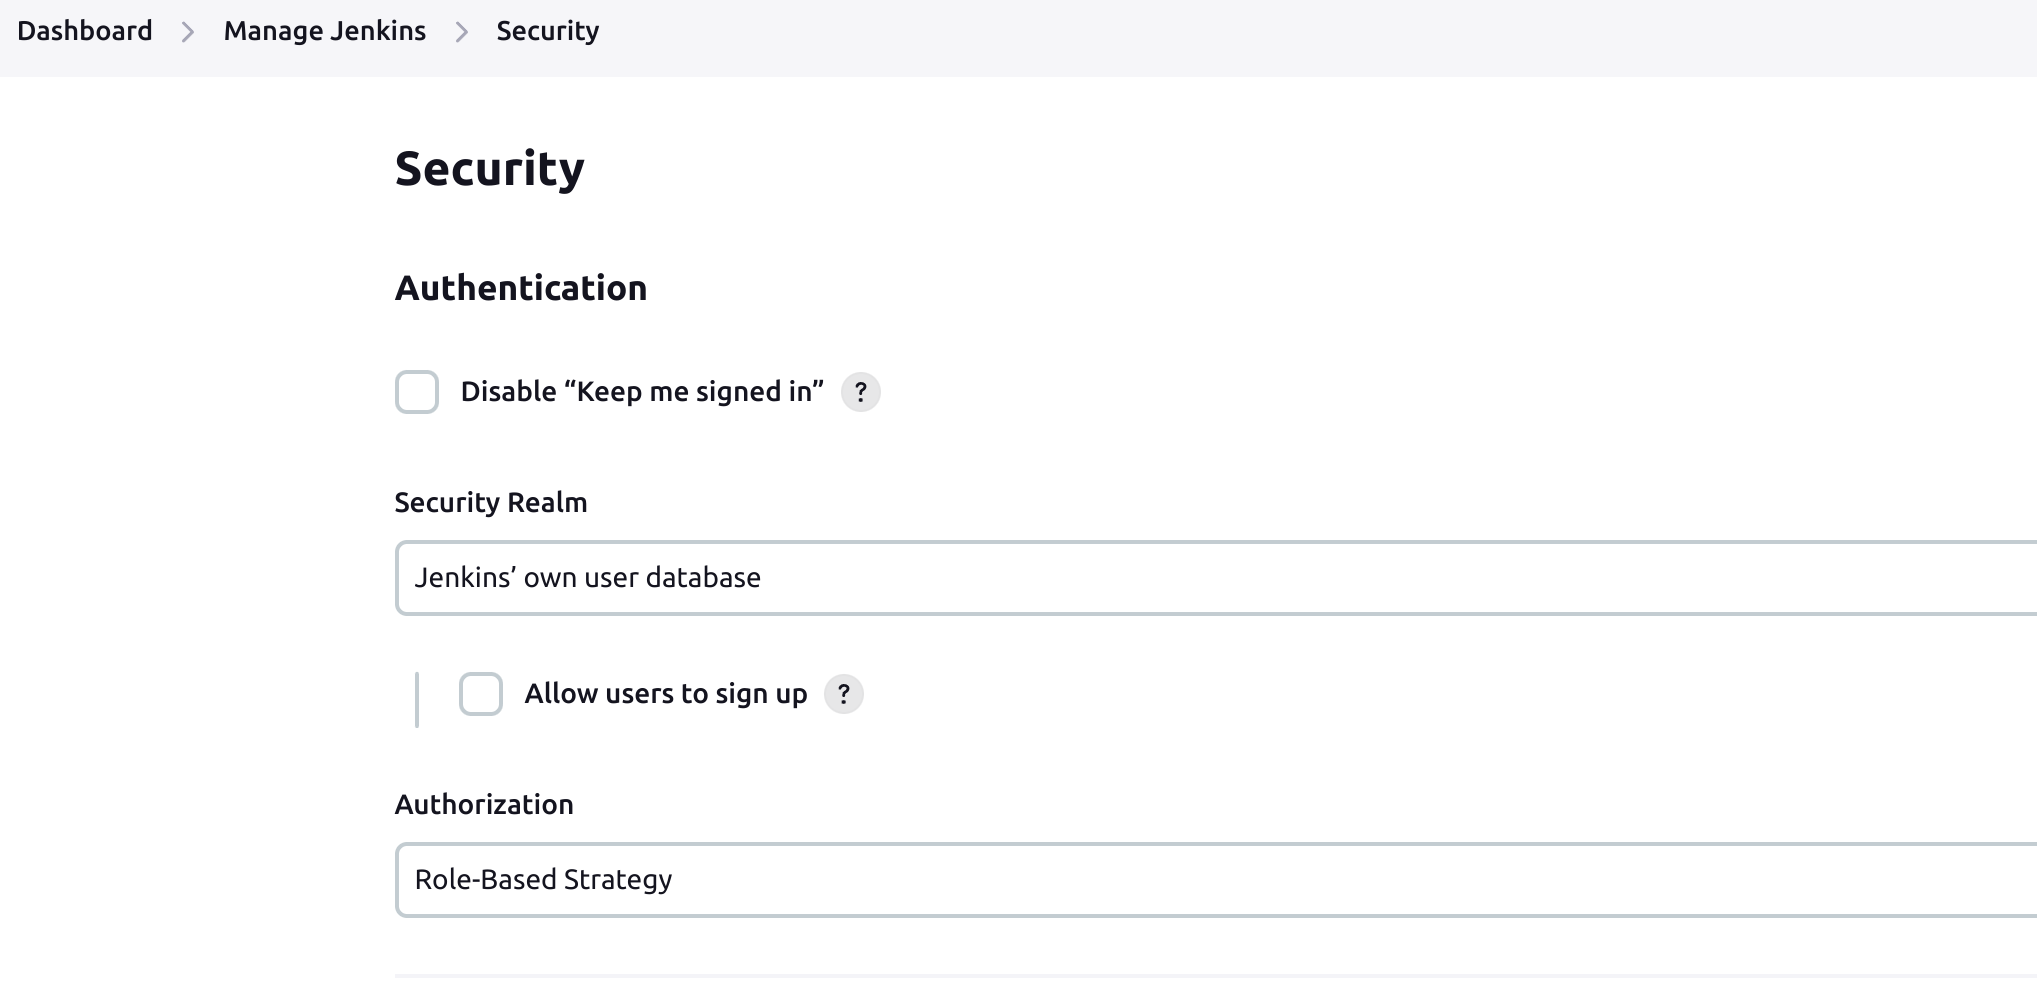 Dashboard > Manage Jenkins > Security
Security
Authentication
Disable “Keep me signed in” ?
Security Realm
Jenkins’ own user database
Allow users to sign up ?
Authorization
Role-Based Strategy